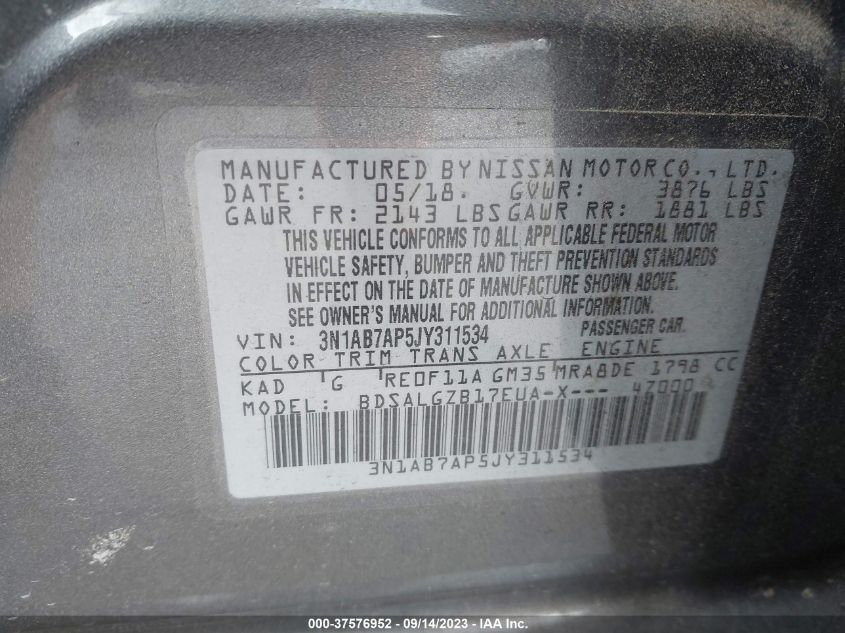 MANUFACTURED BY NISSAN MOTOR CO., LTD.
DATE: 05/18. GVWR: 3876 LBS
GAWR FR: 2143 LBS GAWR RR: 1881 LBS
THIS VEHICLE CONFORMS TO ALL APPLICABLE FEDERAL MOTOR
VEHICLE SAFETY, BUMPER AND THEFT PREVENTION STANDARDS
IN EFFECT ON THE DATE OF MANUFACTURE SHOWN ABOVE.
SEE OWNER'S MANUAL FOR ADDITIONAL INFORMATION.
VIN: 3N1AB7AP5JY311534 PASSENGER CAR.
COLOR TRIM TRANS AXLE ENGINE
KAD G RE0F11A GM35 MRA8DE 1798 CC
MODEL: BDSALGZB17EUA-X--- 47000
3N1AB7AP5JY311534
000-37576952 - 09/14/2023 - IAA Inc.